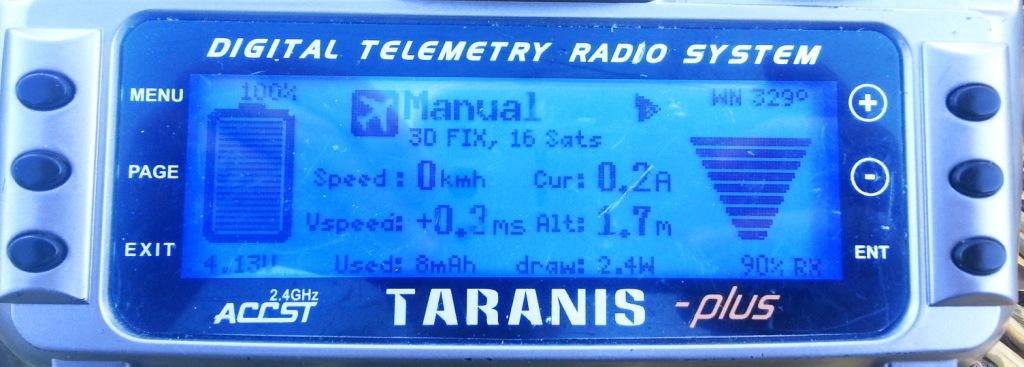 DIGITAL TELEMETRY RADIO SYSTEM
MENU
PAGE
EXIT
100%
Manual
WN 329°
3D FIX, 16 Sats
Speed: 0kmh Cur: 0.2A
Vspeed: +0.3ms Alt: 1.7m
4.13V Used: 8mAh draw: 2.4W 90% RX
+
-
ENT
2.4GHz
ACCST
TARANIS -plus